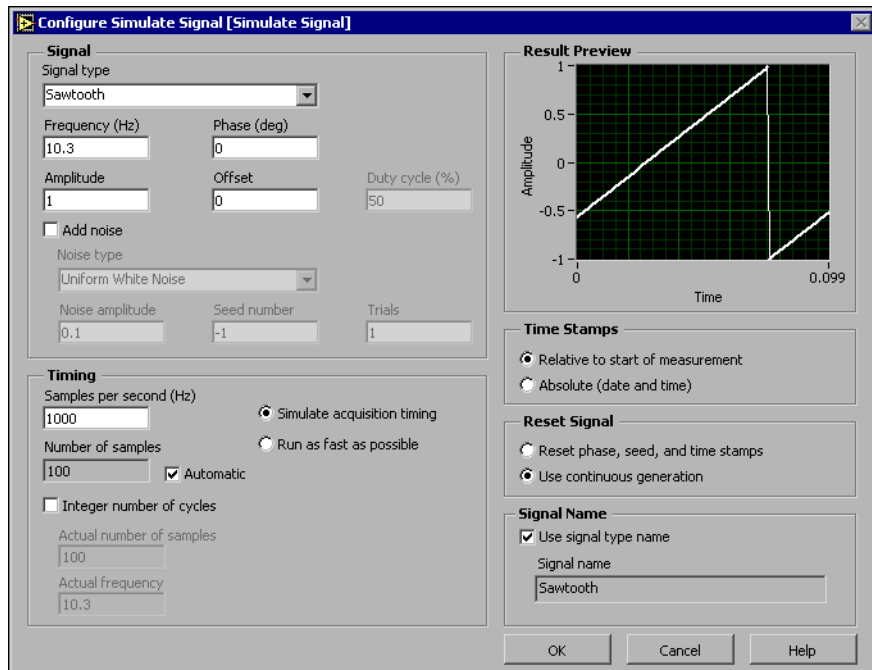 Configure Simulate Signal [Simulate Signal]
Signal
Signal type
Sawtooth
Frequency (Hz) Phase (deg)
10.3 0
Amplitude Offset Duty cycle (%)
1 0 50
Add noise
Noise type
Uniform White Noise
Noise amplitude Seed number Trials
0.1 -1 1
Timing
Samples per second (Hz)
1000
Simulate acquisition timing
Run as fast as possible
Number of samples
100
Automatic
Integer number of cycles
Actual number of samples
100
Actual frequency
10.3
Result Preview
Amplitude
1
0.5
0
-0.5
-1
0 0.099
Time
Time Stamps
Relative to start of measurement
Absolute (date and time)
Reset Signal
Reset phase, seed, and time stamps
Use continuous generation
Signal Name
Use signal type name
Signal name
Sawtooth
OK Cancel Help